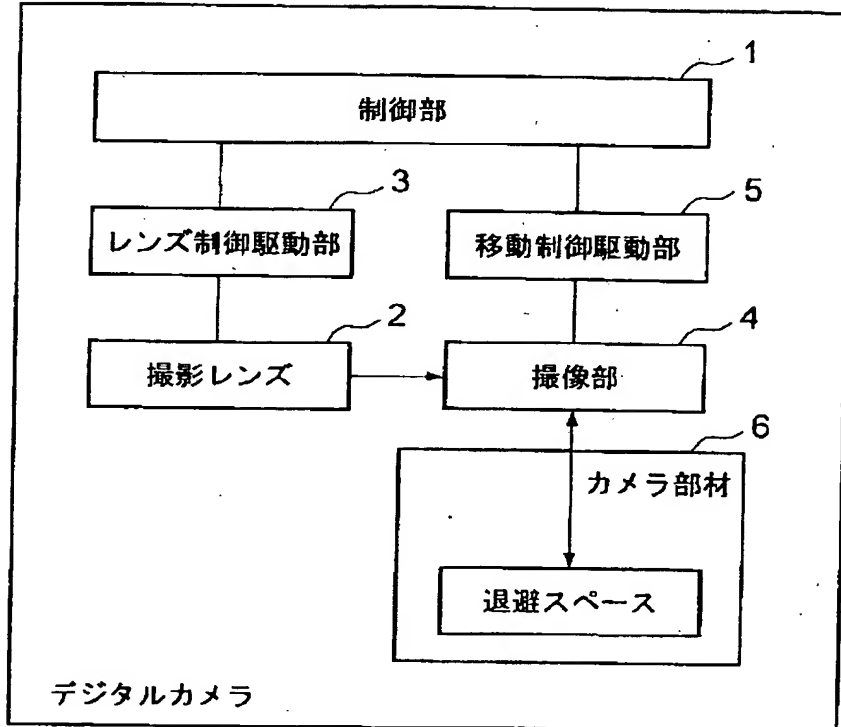 1
制御部
3
5
レンズ制御駆動部
移動制御駆動部
2
4
撮影レンズ
撮像部
6
カメラ部材
退避スペース
デジタルカメラ